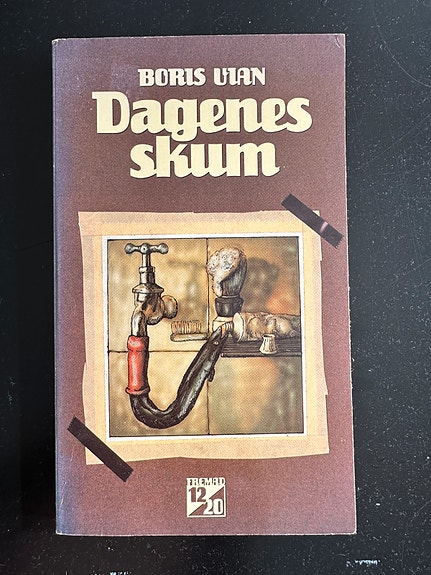 BORIS VIAN
Dagenes
skum
FREMAD
12
20